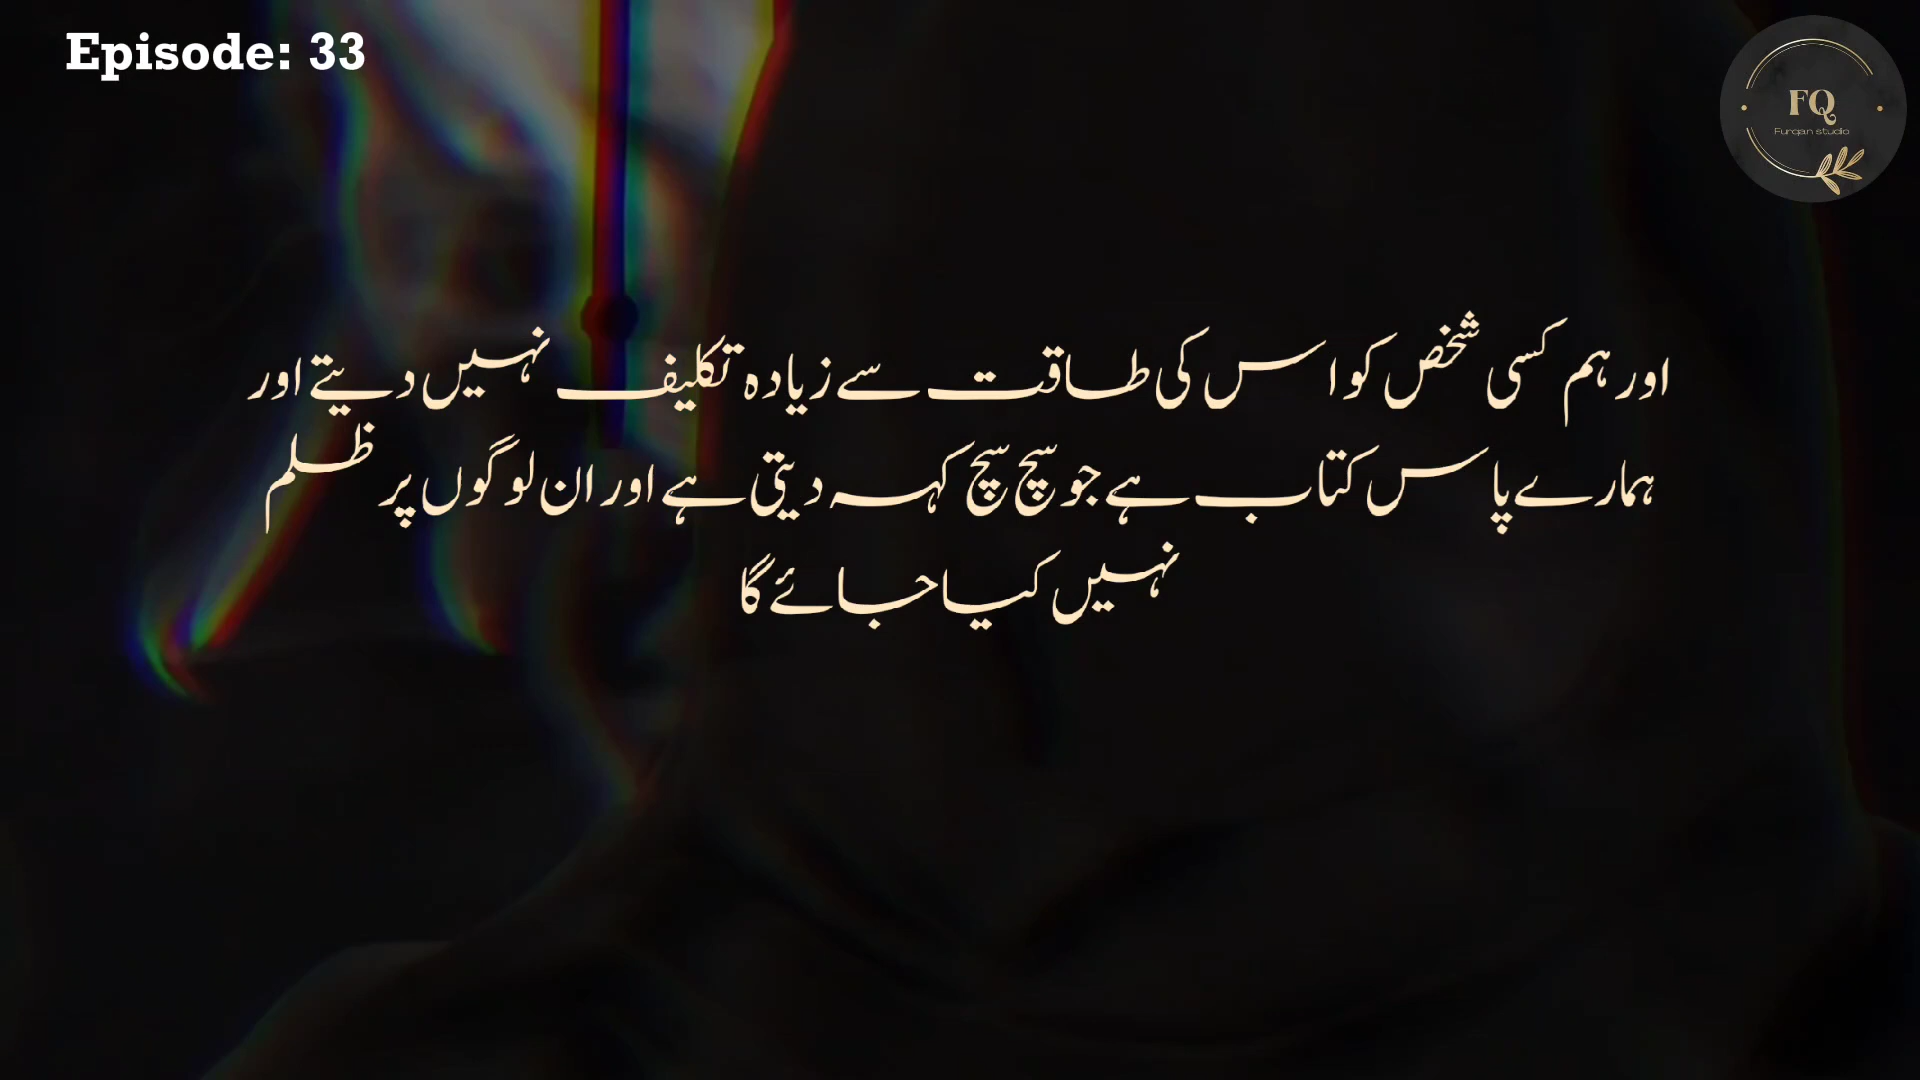 Episode: 33
FQ
Furqan studio
اور ہم کسی شخص کو اس کی طاقت سے زیادہ تکلیف نہیں دیتے اور
ہمارے پاس کتاب ہے جو سچ سچ کہہ دیتی ہے اور ان لوگوں پر ظلم
نہیں کیا جائے گا